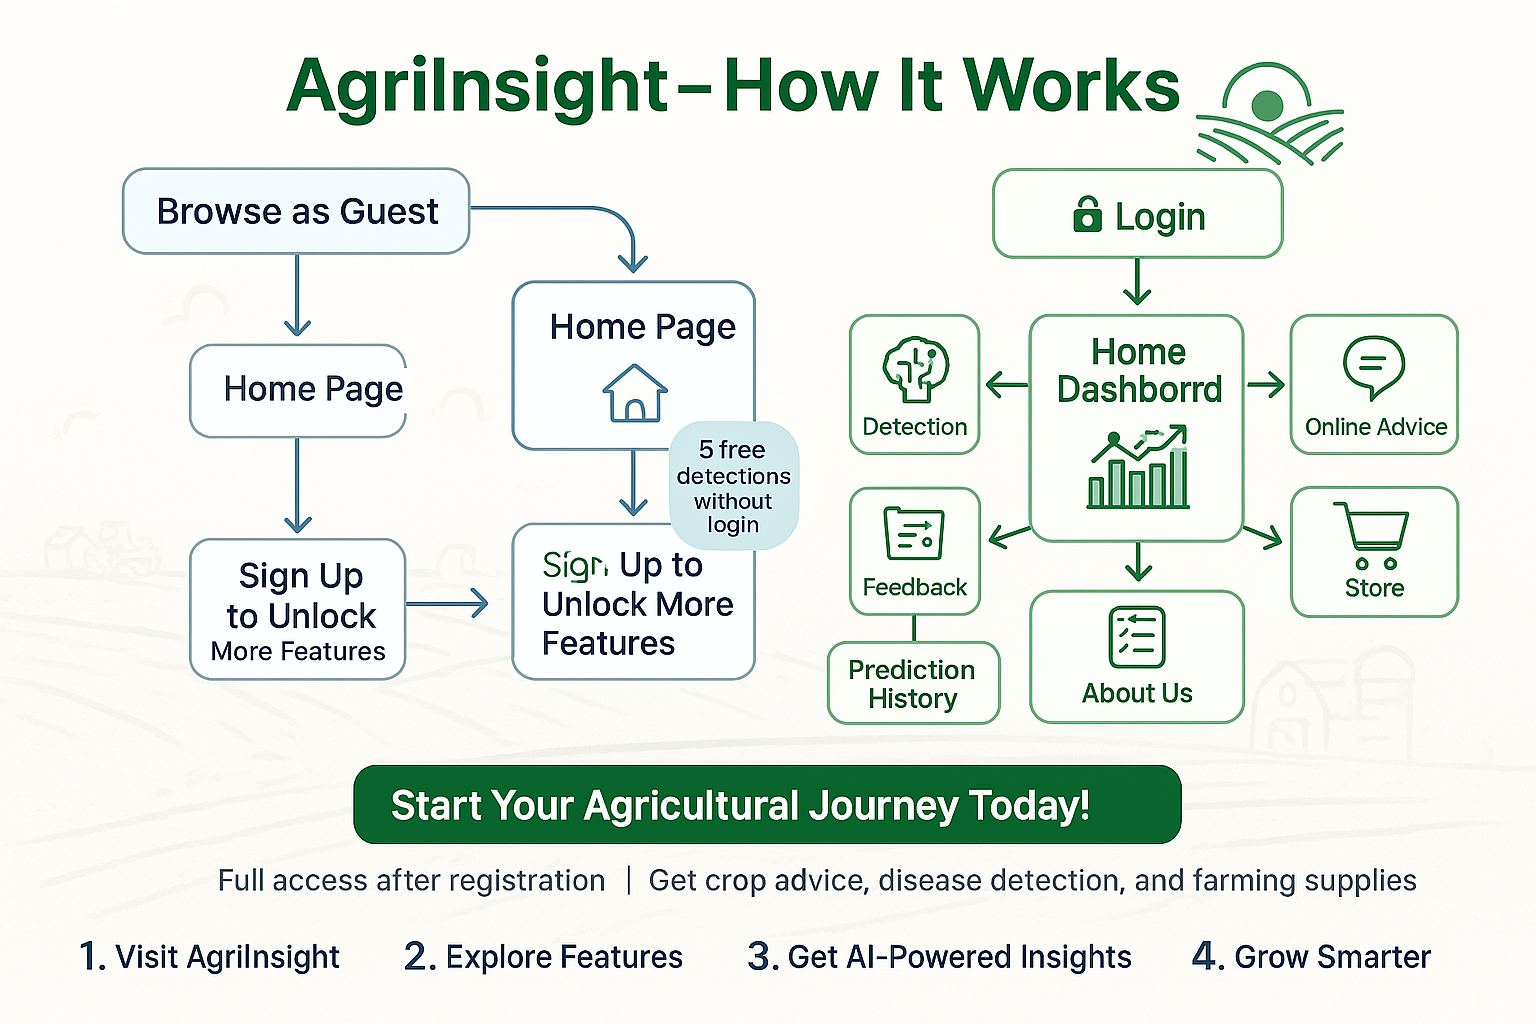 AgriInsight – How It Works
Browse as Guest
Home Page
Sign Up
to Unlock
More Features
Home Page
5 free
detections
without
login
Sign Up to
Unlock More
Features
Login
Home
Dashborrd
Detection
Online Advice
Feedback
Store
Prediction
History
About Us
Start Your Agricultural Journey Today!
Full access after registration | Get crop advice, disease detection, and farming supplies
1. Visit AgriInsight
2. Explore Features
3. Get AI-Powered Insights
4. Grow Smarter